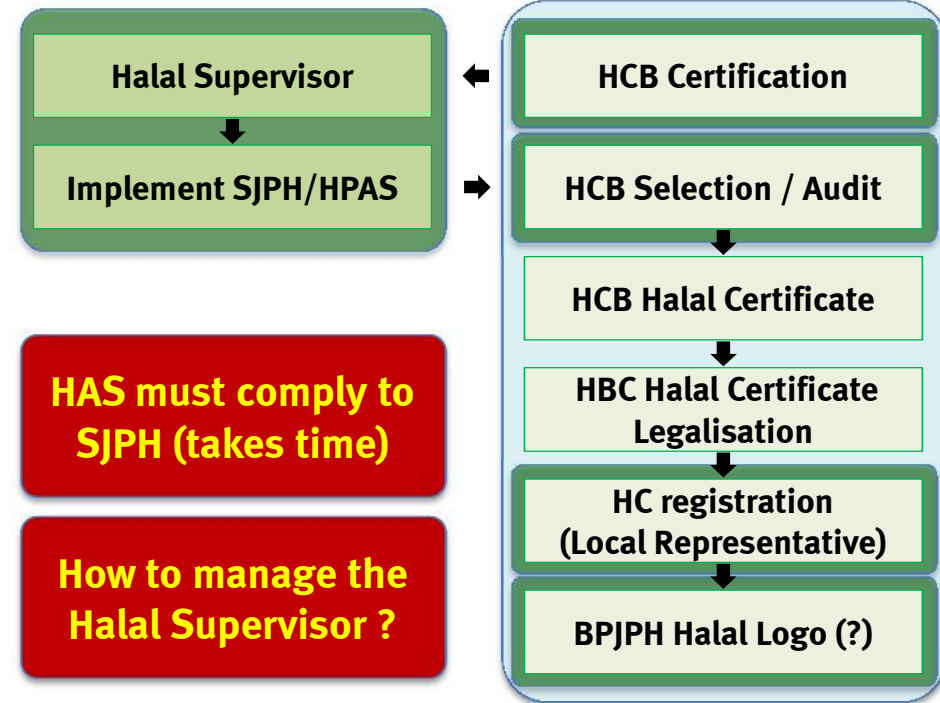 Halal Supervisor
Implement SJPH/HPAS
HAS must comply to
SJPH (takes time)
How to manage the
Halal Supervisor ?
HCB Certification
HCB Selection / Audit
HCB Halal Certificate
HBC Halal Certificate
Legalisation
HC registration
(Local Representative)
BPJPH Halal Logo (?)